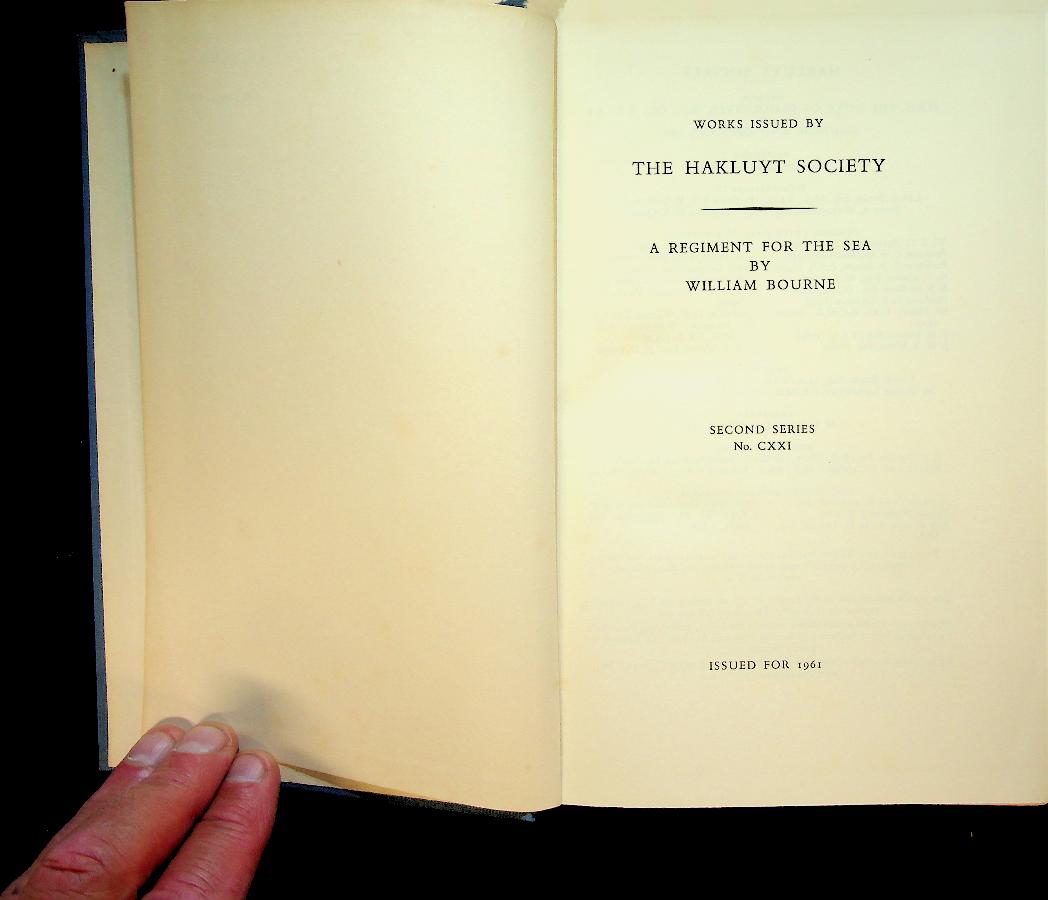 WORKS ISSUED BY
THE HAKLUYT SOCIETY
A REGIMENT FOR THE SEA
BY
WILLIAM BOURNE
SECOND SERIES
No. CXXI
ISSUED FOR 1961